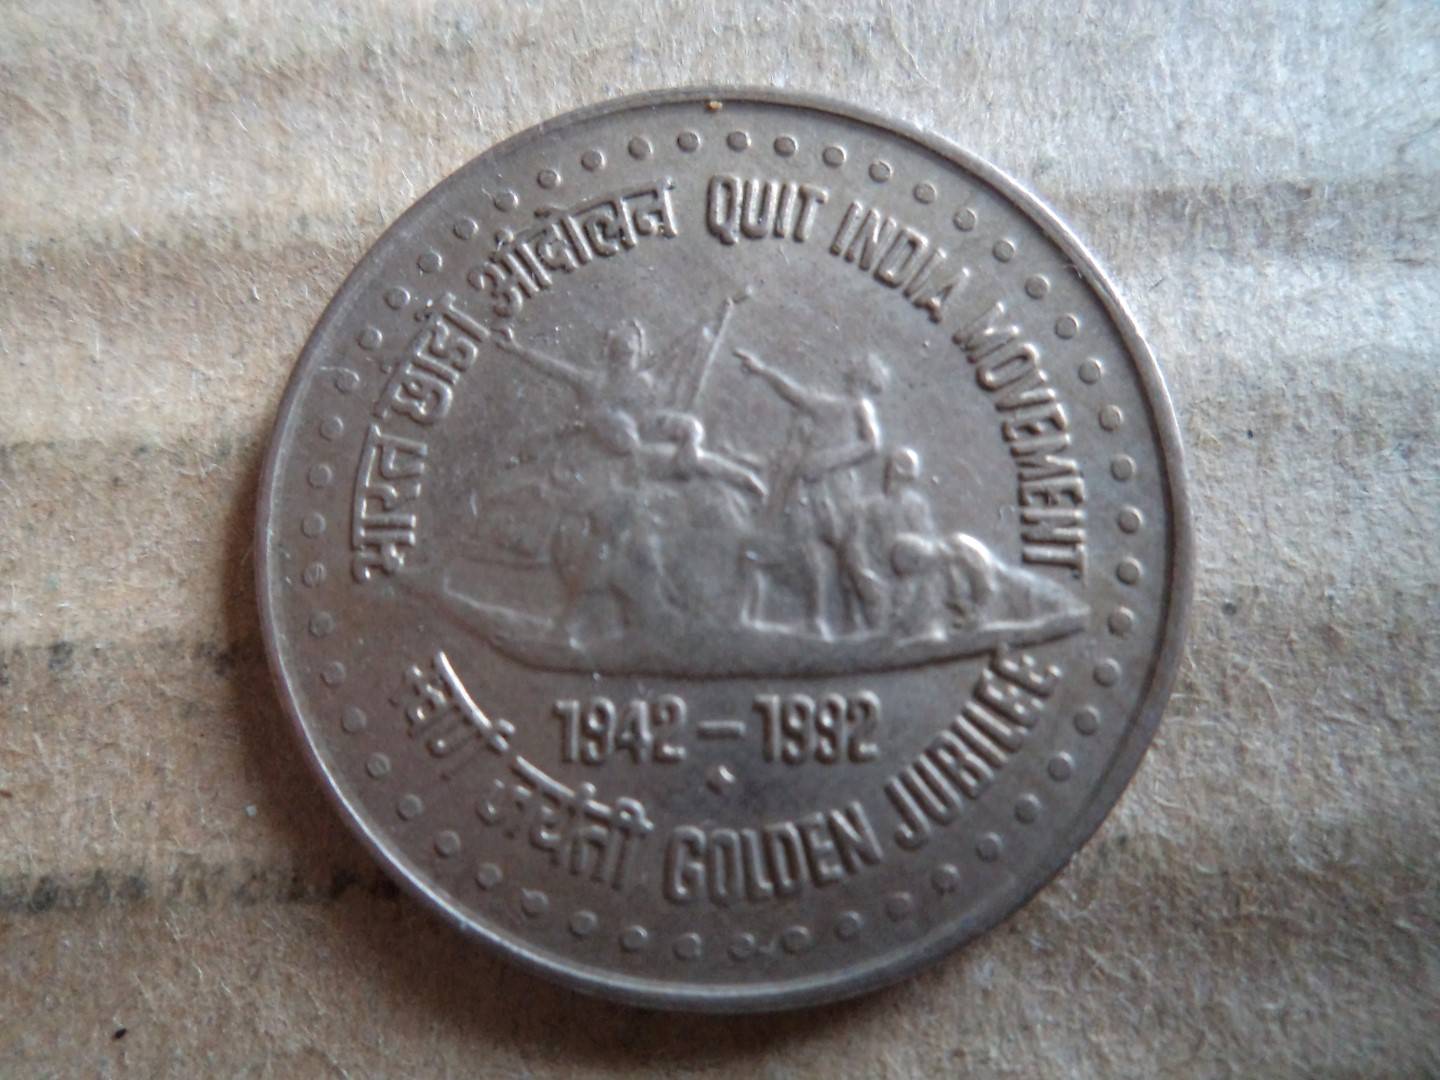 भारत छोडो आंदोलन QUIT INDIA MOVEMENT
1942-1992
स्वर्ण जयंती GOLDEN JUBILEE